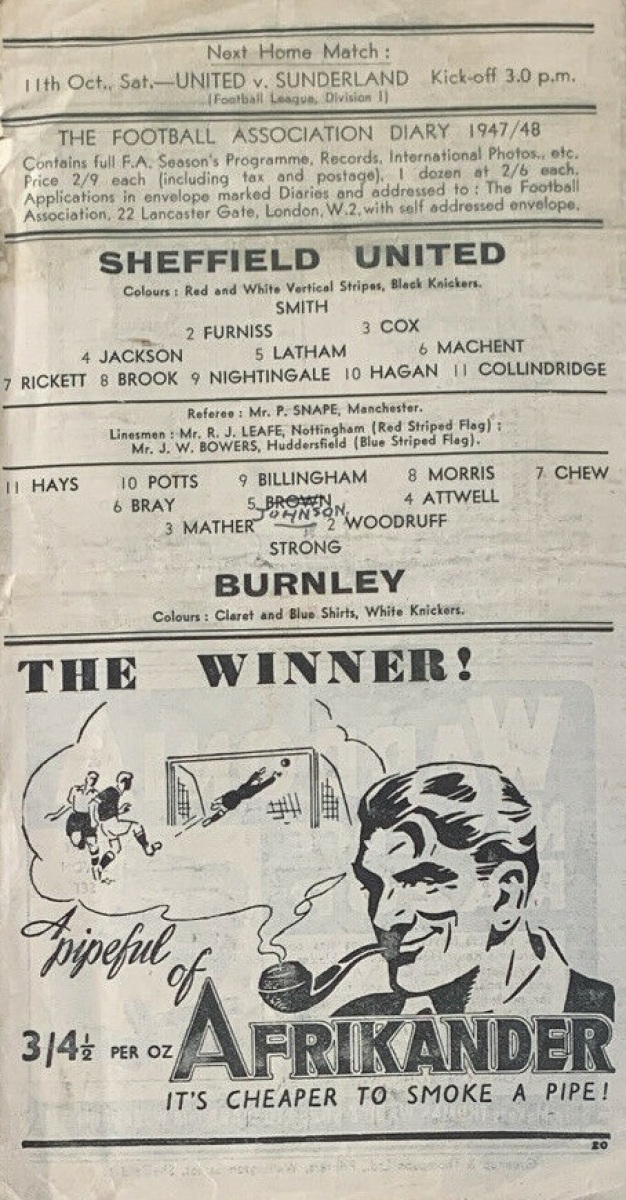 Next Home Match :
11th Oct., Sat.—UNITED v. SUNDERLAND Kick-off 3.0 p.m.
(Football League, Division 1)
THE FOOTBALL ASSOCIATION DIARY 1947/48
Contains full F.A. Season's Programme, Records, International Photos., etc.
Price 2/9 each (including tax and postage), 1 dozen at 2/6 each.
Applications in envelope marked Diaries and addressed to : The Football
Association, 22 Lancaster Gate, London, W.2, with self addressed envelope.
SHEFFIELD UNITED
Colours : Red and White Vertical Stripes, Black Knickers.
SMITH
2 FURNISS 3 COX
4 JACKSON 5 LATHAM 6 MACHENT
7 RICKETT 8 BROOK 9 NIGHTINGALE 10 HAGAN 11 COLLINDRIDGE
Referee : Mr. P. SNAPE, Manchester.
Linesmen : Mr. R. J. LEAFE, Nottingham (Red Striped Flag) ;
Mr. J. W. BOWERS, Huddersfield (Blue Striped Flag).
11 HAYS 10 POTTS 9 BILLINGHAM 8 MORRIS 7 CHEW
6 BRAY 5 BROWN 4 ATTWELL
JOHNSON
3 MATHER 2 WOODRUFF
STRONG
BURNLEY
Colours : Claret and Blue Shirts, White Knickers.
THE WINNER!
A pipeful
of
AFRIKANDER
3/4½ PER OZ
IT'S CHEAPER TO SMOKE A PIPE!
20